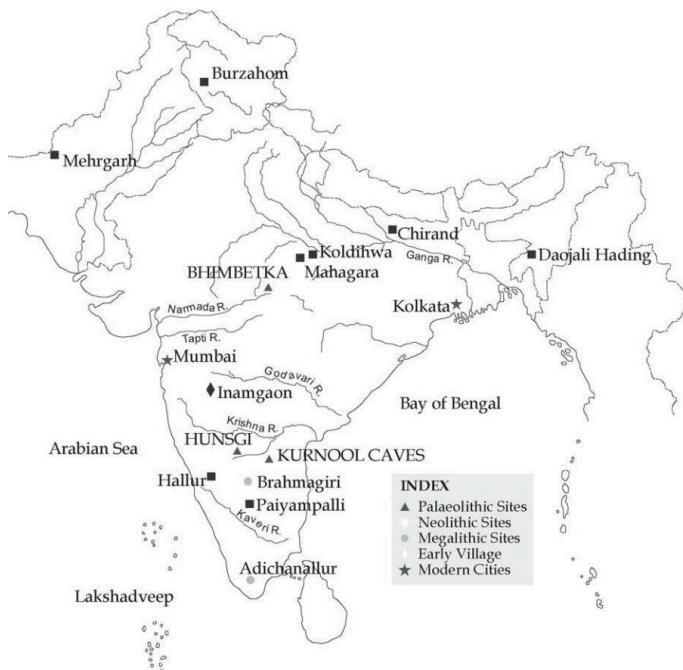 Burzahom
Mehrgarh
Chirand
Koldihwa
Mahagara
Ganga R.
Daojali Hading
BHIMBETKA
Narmada R.
Kolkata
Tapti R.
Mumbai
Godavari R.
Inamgaon
Bay of Bengal
Krishna R.
Arabian Sea
HUNSGI
KURNOOL CAVES
Hallur
Brahmagiri
Paiyampalli
Kaveri R.
Adichanallur
Lakshadveep
INDEX
Palaeolithic Sites
Neolithic Sites
Megalithic Sites
Early Village
Modern Cities